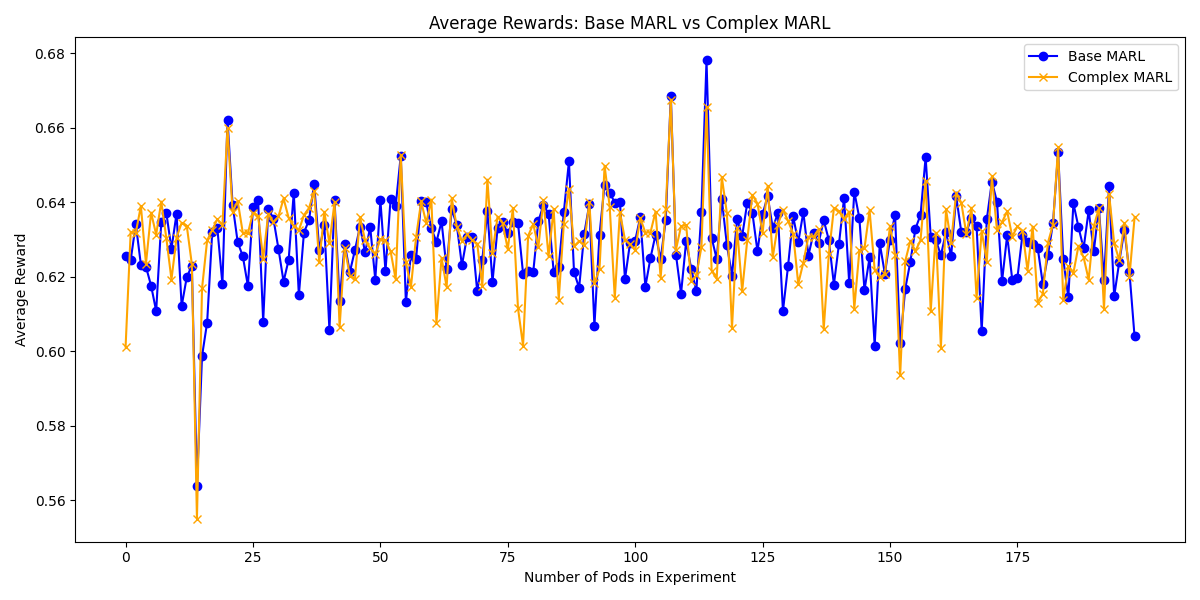 Average Rewards: Base MARL vs Complex MARL
Base MARL
Complex MARL
Average Reward
0.68
0.66
0.64
0.62
0.60
0.58
0.56
0 25 50 75 100 125 150 175
Number of Pods in Experiment